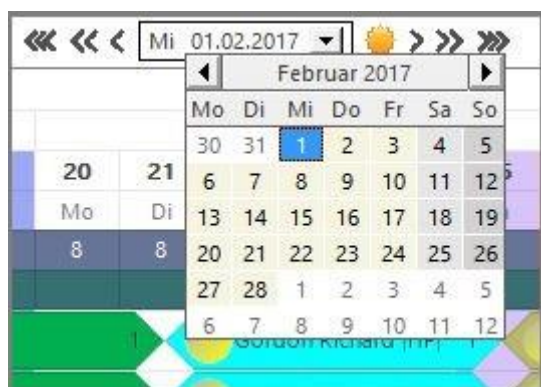 Mi 01.02.2017
Februar 2017
Mo Di Mi Do Fr Sa So
30 31 1 2 3 4 5
6 7 8 9 10 11 12
13 14 15 16 17 18 19
20 21 22 23 24 25 26
27 28 1 2 3 4 5
6 7 8 9 10 11 12
20 21
Mo Di
8 8
1 Gordon Richard 1